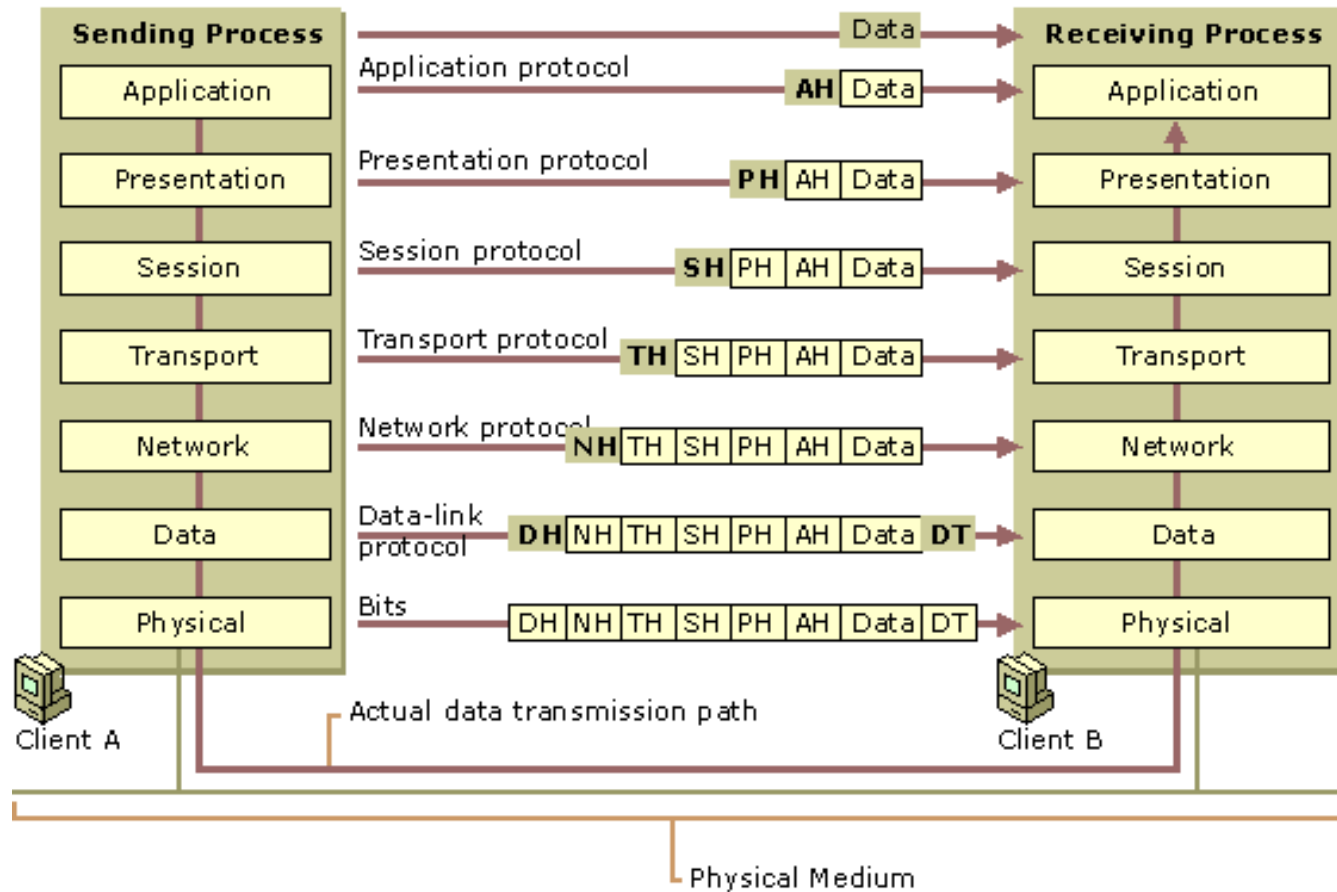 Sending Process
Data
Receiving Process
Application protocol
Application
AH Data
Application
Presentation protocol
Presentation
PH AH Data
Presentation
Session protocol
Session
SH PH AH Data
Session
Transport protocol
Transport
TH SH PH AH Data
Transport
Network protocol
Network
NH TH SH PH AH Data
Network
Data-link
protocol
Data
DH NH TH SH PH AH Data DT
Data
Bits
Physical
DH NH TH SH PH AH Data DT
Physical
Actual data transmission path
Client A
Client B
Physical Medium